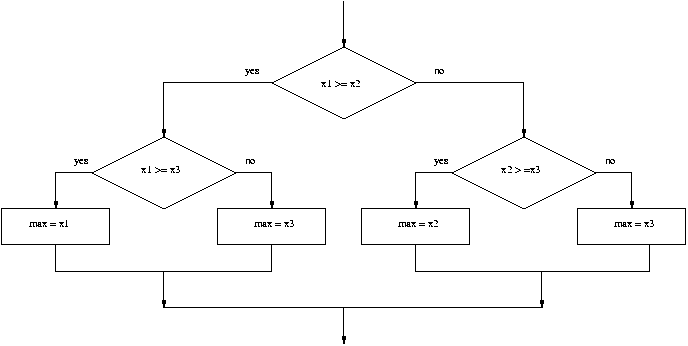 yes
no
x1 >= x2
yes
no
yes
no
x1 >= x3
x2 > =x3
max = x1
max = x3
max = x2
max = x3